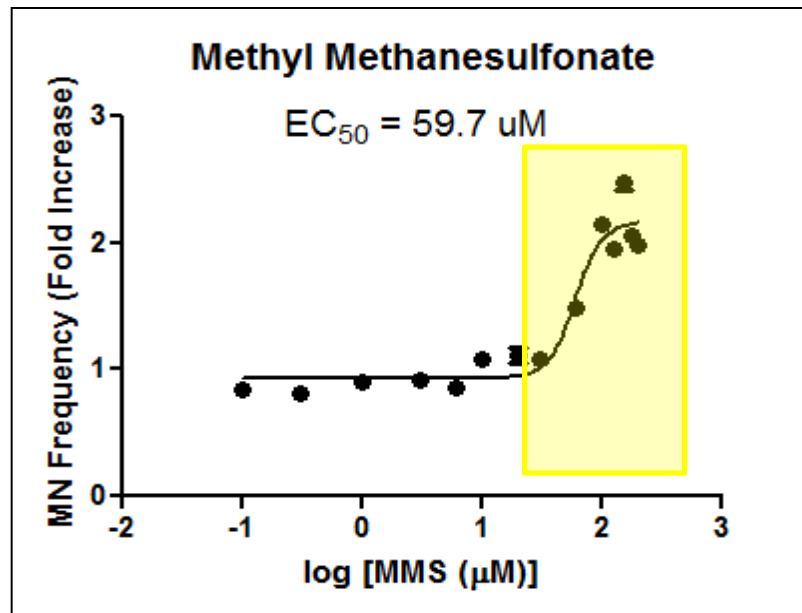 Methyl Methanesulfonate
EC50 = 59.7 uM
MN Frequency (Fold Increase)
3
2
1
0
-2 -1 0 1 2 3
log [MMS (μM)]